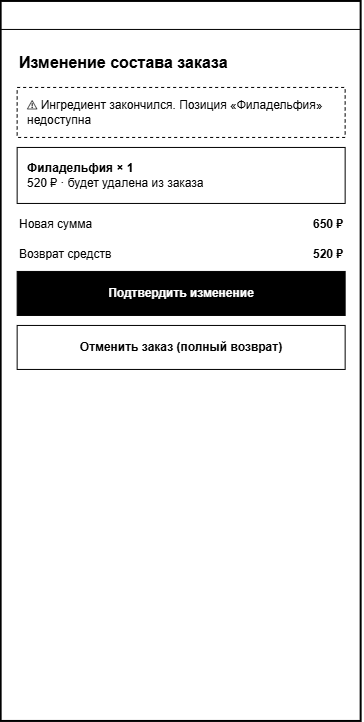 Изменение состава заказа
⚠ Ингредиент закончился. Позиция «Филадельфия»
недоступна
Филадельфия × 1
520 ₽ · будет удалена из заказа
Новая сумма 650 ₽
Возврат средств 520 ₽
Подтвердить изменение
Отменить заказ (полный возврат)